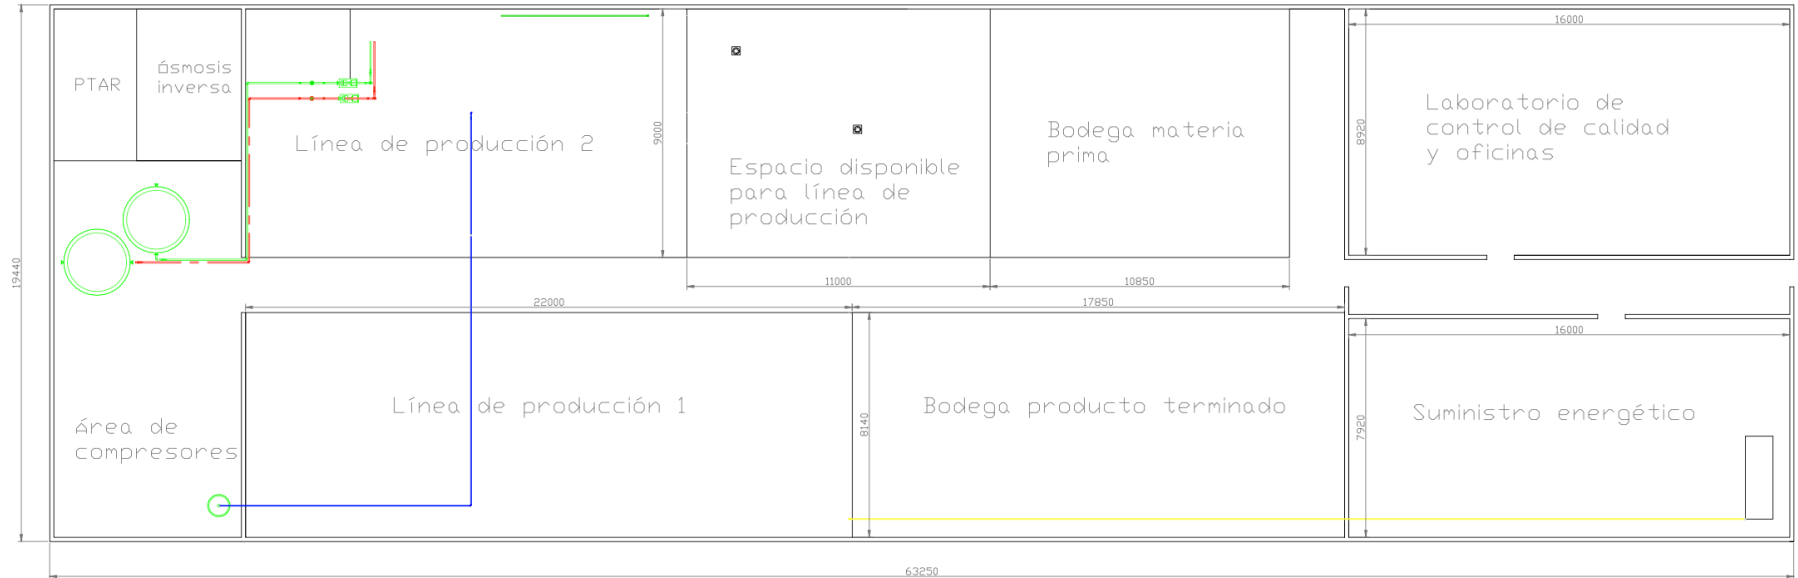 16000
PTAR
ósmosis
inversa
Línea de producción 2
9000
Espacio disponible
para línea de
producción
Bodega materia
prima
8920
Laboratorio de
control de calidad
y oficinas
19440
11000
10850
22000
17850
16000
Área de
compresores
Línea de producción 1
8140
Bodega producto terminado
7920
Suministro energético
63250